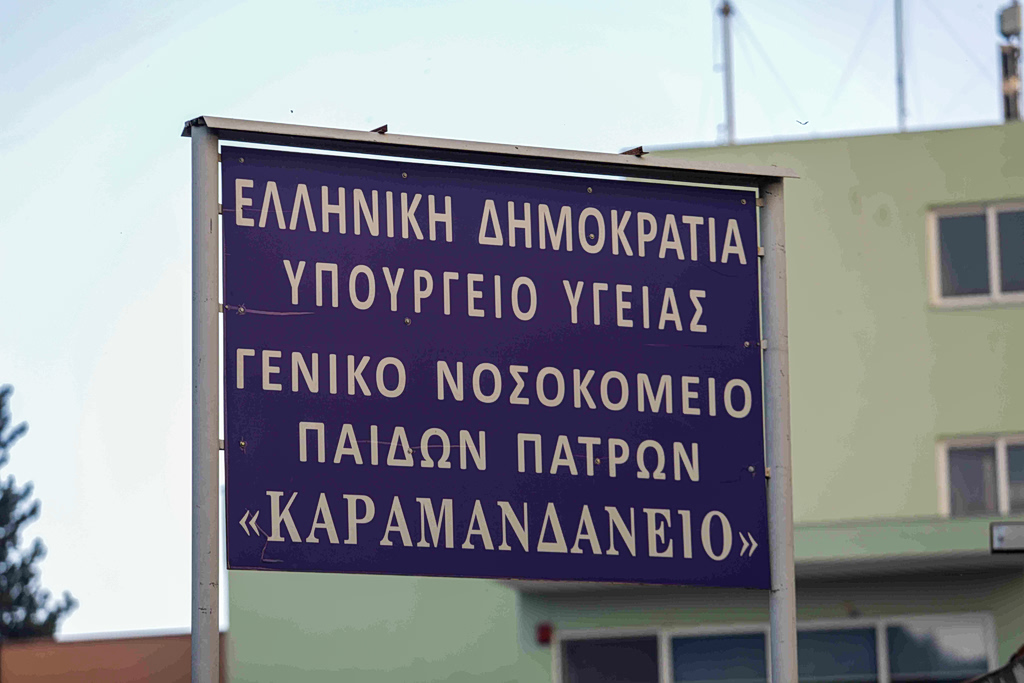 ΕΛΛΗΝΙΚΗ ΔΗΜΟΚΡΑΤΙΑ
ΥΠΟΥΡΓΕΙΟ ΥΓΕΙΑΣ
ΓΕΝΙΚΟ ΝΟΣΟΚΟΜΕΙΟ
ΠΑΙΔΩΝ ΠΑΤΡΩΝ
«ΚΑΡΑΜΑΝΔΑΝΕΙΟ»